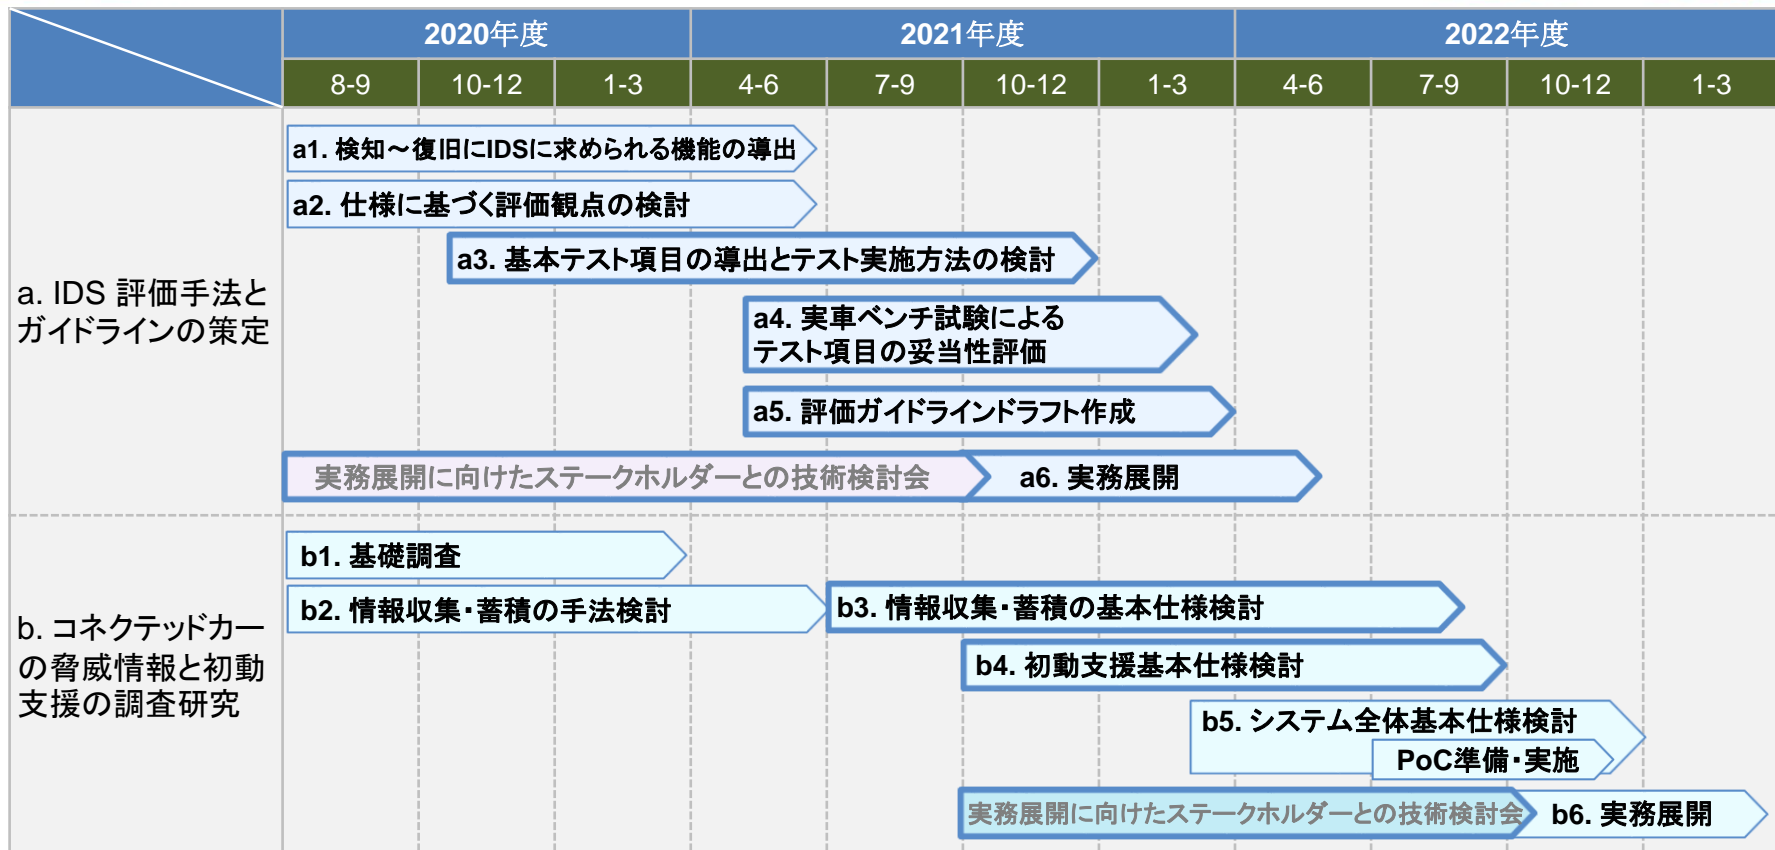 2020年度 2021年度 2022年度
8-9 10-12 1-3 4-6 7-9 10-12 1-3 4-6 7-9 10-12 1-3
a. IDS 評価手法と
ガイドラインの策定
a1. 検知～復旧にIDSに求められる機能の導出
a2. 仕様に基づく評価観点の検討
a3. 基本テスト項目の導出とテスト実施方法の検討
a4. 実車ベンチ試験による
テスト項目の妥当性評価
a5. 評価ガイドラインドラフト作成
実務展開に向けたステークホルダーとの技術検討会 a6. 実務展開
b. コネクテッドカー
の脅威情報と初動
支援の調査研究
b1. 基礎調査
b2. 情報収集・蓄積の手法検討 b3. 情報収集・蓄積の基本仕様検討
b4. 初動支援基本仕様検討
b5. システム全体基本仕様検討
PoC準備・実施
実務展開に向けたステークホルダーとの技術検討会 b6. 実務展開